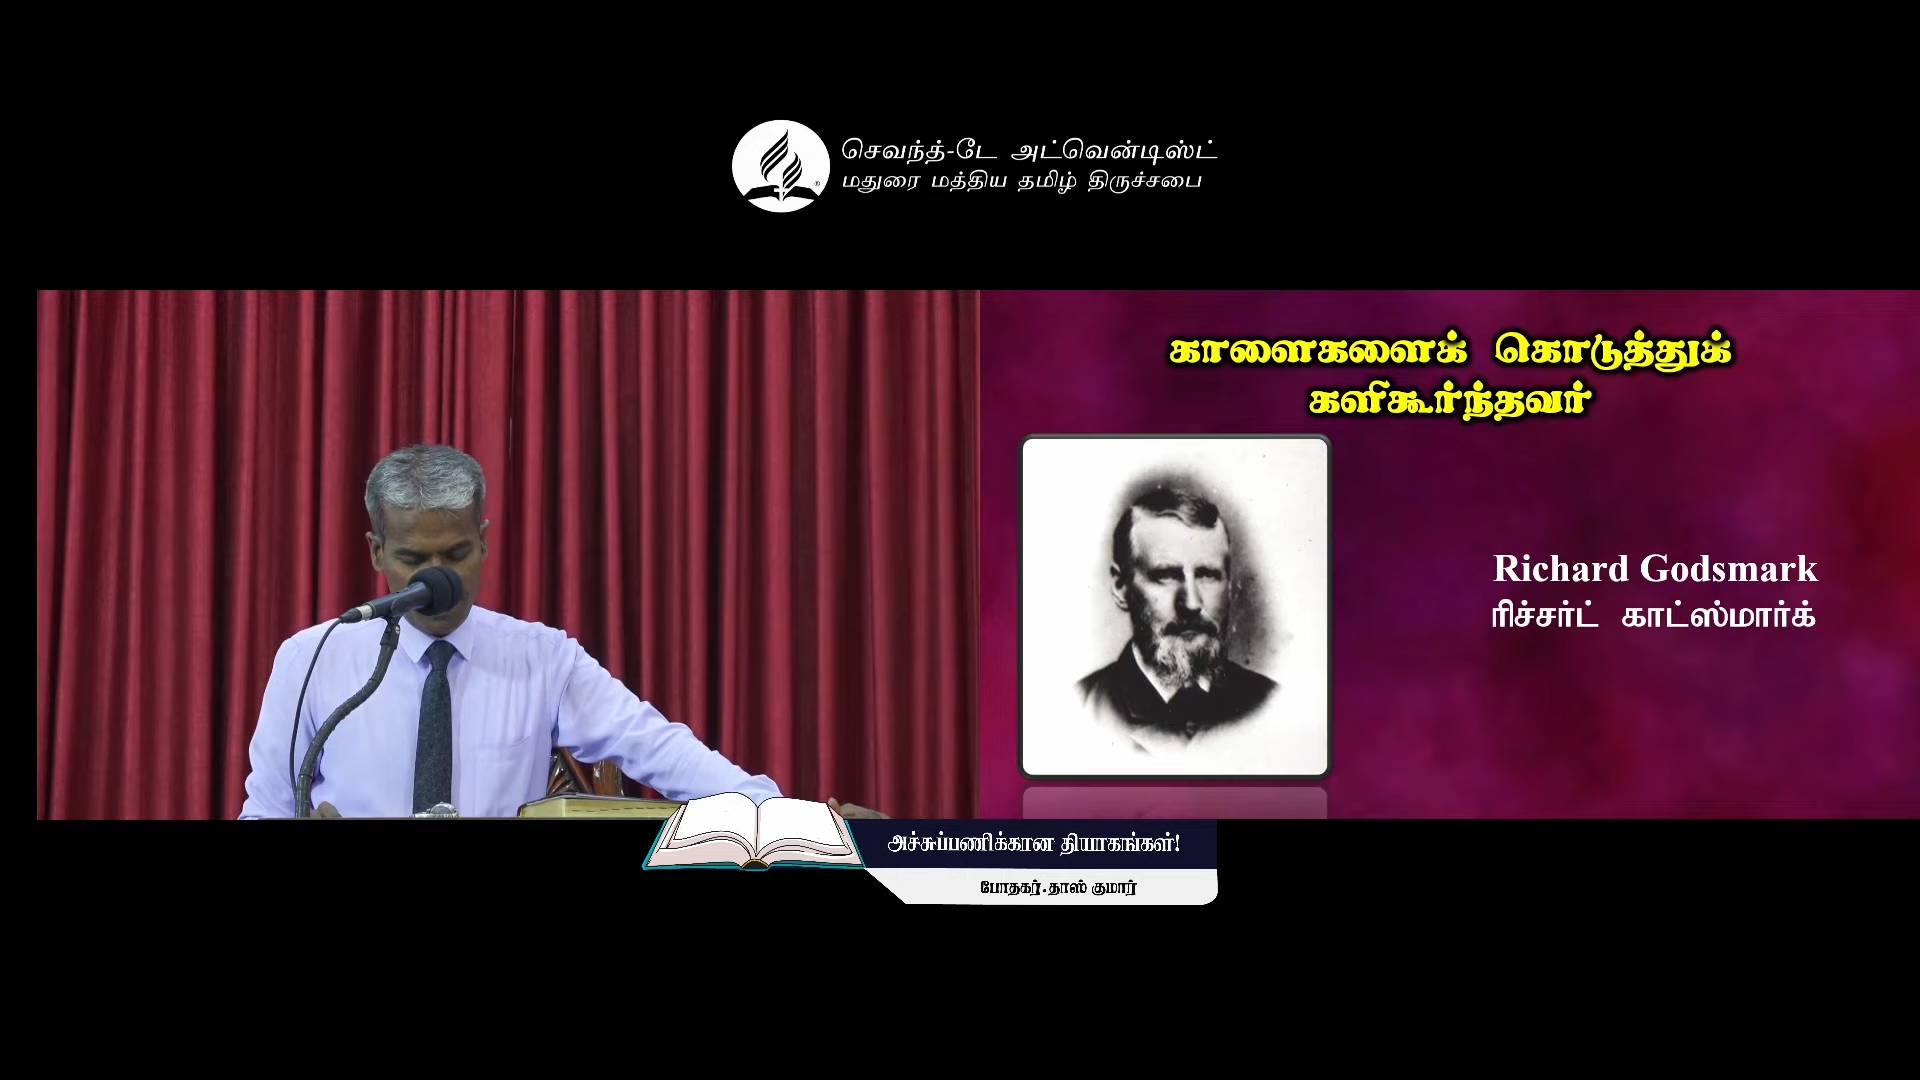 செவந்த்-டே அட்வென்டிஸ்ட்
மதுரை மத்திய தமிழ் திருச்சபை
காளைகளைக் கொடுத்துக்
களிகூர்ந்தவர்
Richard Godsmark
ரிச்சர்ட் காட்ஸ்மார்க்
அச்சுப்பணிக்கான தியாகங்கள்!
போதகர்.தாஸ் குமார்